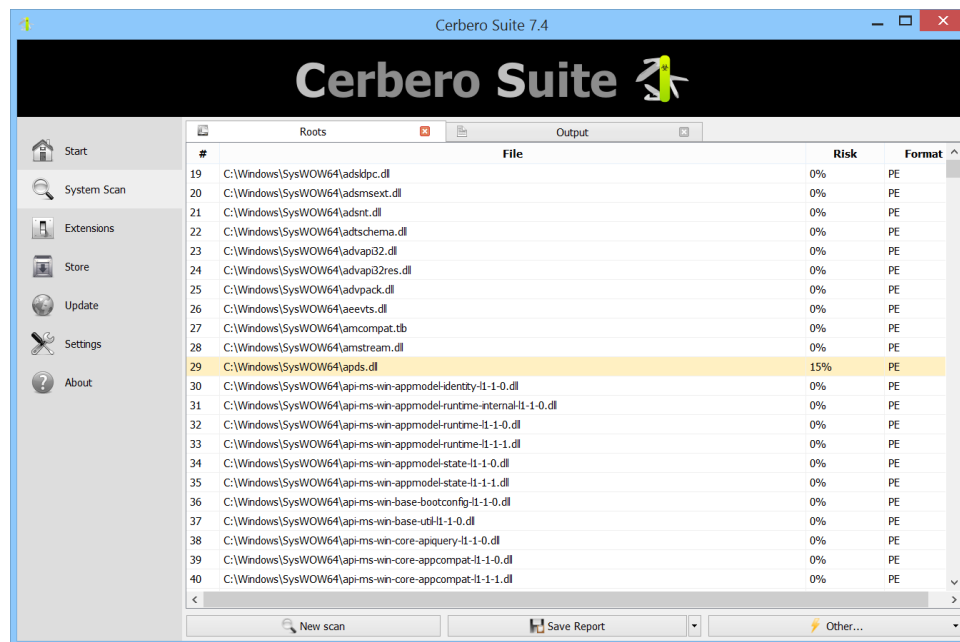 Cerbero Suite 7.4
Cerbero Suite
Start
System Scan
Extensions
Store
Update
Settings
About
Roots Output
# File Risk Format
19 C:\Windows\SysWOW64\adsldpc.dll 0% PE
20 C:\Windows\SysWOW64\adsmsext.dll 0% PE
21 C:\Windows\SysWOW64\adsnt.dll 0% PE
22 C:\Windows\SysWOW64\adtschema.dll 0% PE
23 C:\Windows\SysWOW64\advapi32.dll 0% PE
24 C:\Windows\SysWOW64\advapi32res.dll 0% PE
25 C:\Windows\SysWOW64\advpack.dll 0% PE
26 C:\Windows\SysWOW64\aeevts.dll 0% PE
27 C:\Windows\SysWOW64\amcompat.tlb 0% PE
28 C:\Windows\SysWOW64\amstream.dll 0% PE
29 C:\Windows\SysWOW64\apds.dll 15% PE
30 C:\Windows\SysWOW64\api-ms-win-appmodel-identity-l1-1-0.dll 0% PE
31 C:\Windows\SysWOW64\api-ms-win-appmodel-runtime-internal-l1-1-0.dll 0% PE
32 C:\Windows\SysWOW64\api-ms-win-appmodel-runtime-l1-1-0.dll 0% PE
33 C:\Windows\SysWOW64\api-ms-win-appmodel-runtime-l1-1-1.dll 0% PE
34 C:\Windows\SysWOW64\api-ms-win-appmodel-state-l1-1-0.dll 0% PE
35 C:\Windows\SysWOW64\api-ms-win-appmodel-state-l1-1-1.dll 0% PE
36 C:\Windows\SysWOW64\api-ms-win-base-bootconfig-l1-1-0.dll 0% PE
37 C:\Windows\SysWOW64\api-ms-win-base-util-l1-1-0.dll 0% PE
38 C:\Windows\SysWOW64\api-ms-win-core-apiquery-l1-1-0.dll 0% PE
39 C:\Windows\SysWOW64\api-ms-win-core-appcompat-l1-1-0.dll 0% PE
40 C:\Windows\SysWOW64\api-ms-win-core-appcompat-l1-1-1.dll 0% PE
New scan Save Report Other...